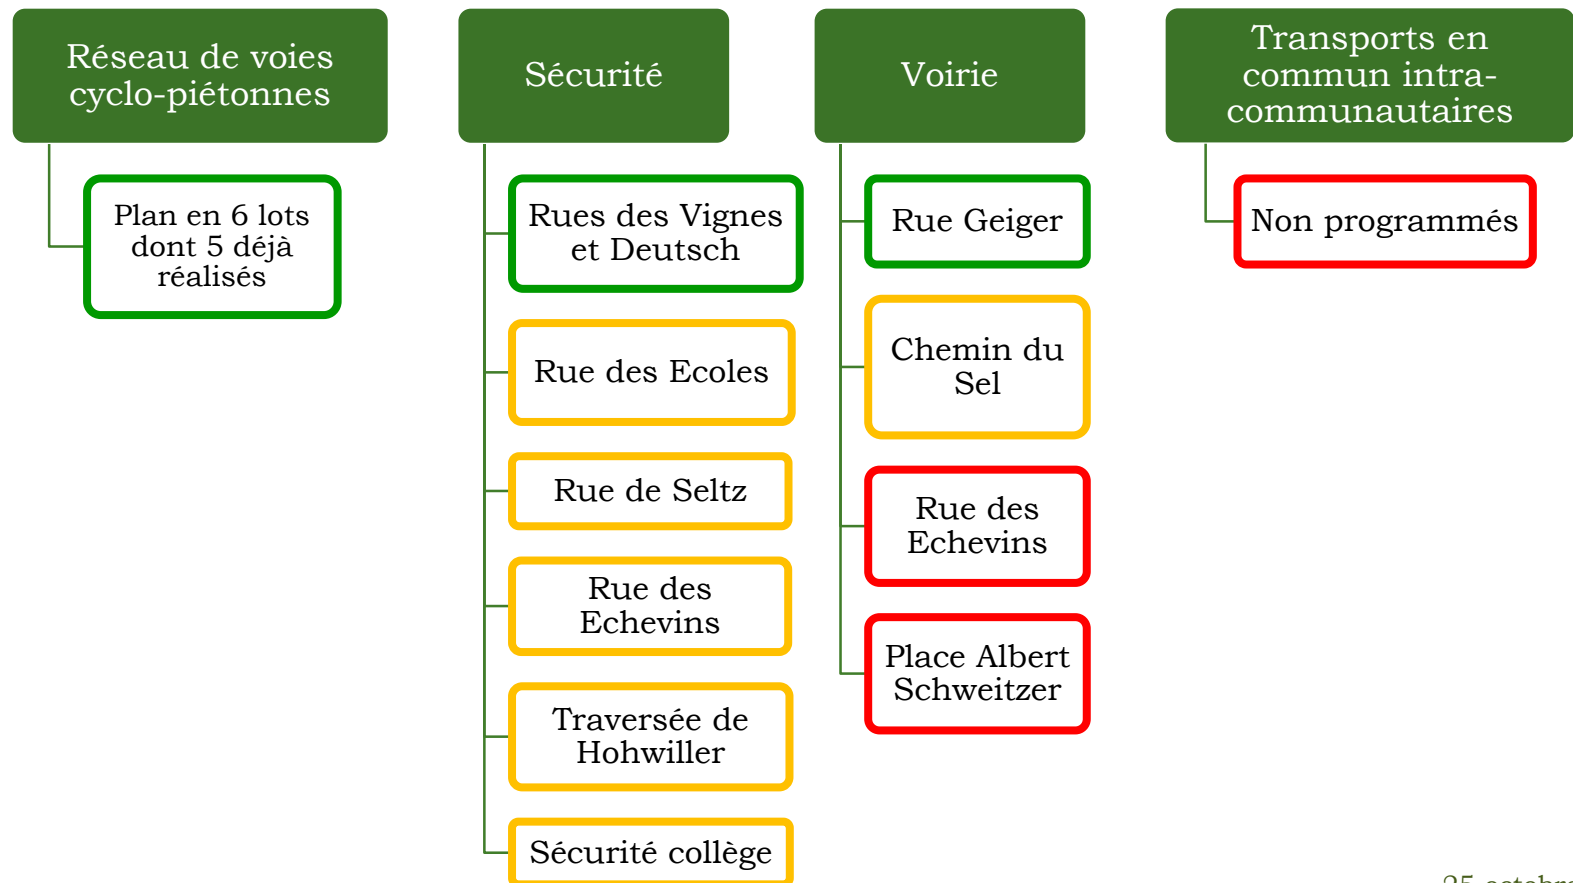 Réseau de voies
cyclo-piétonnes
Plan en 6 lots
dont 5 déjà
réalisés
Sécurité
Rues des Vignes
et Deutsch
Rue des Ecoles
Rue de Seltz
Rue des
Echevins
Traversée de
Hohwiller
Sécurité collège
Voirie
Rue Geiger
Chemin du
Sel
Rue des
Echevins
Place Albert
Schweitzer
Transports en
commun intra-
communautaires
Non programmés